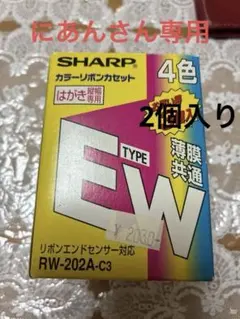 にあんさん専用
SHARP
カラーリボンカセット
4色
はがき縦幅専用
2個入り
TYPE
EW
薄膜
共通
リボンエンドセンサー対応
RW-202A-C3